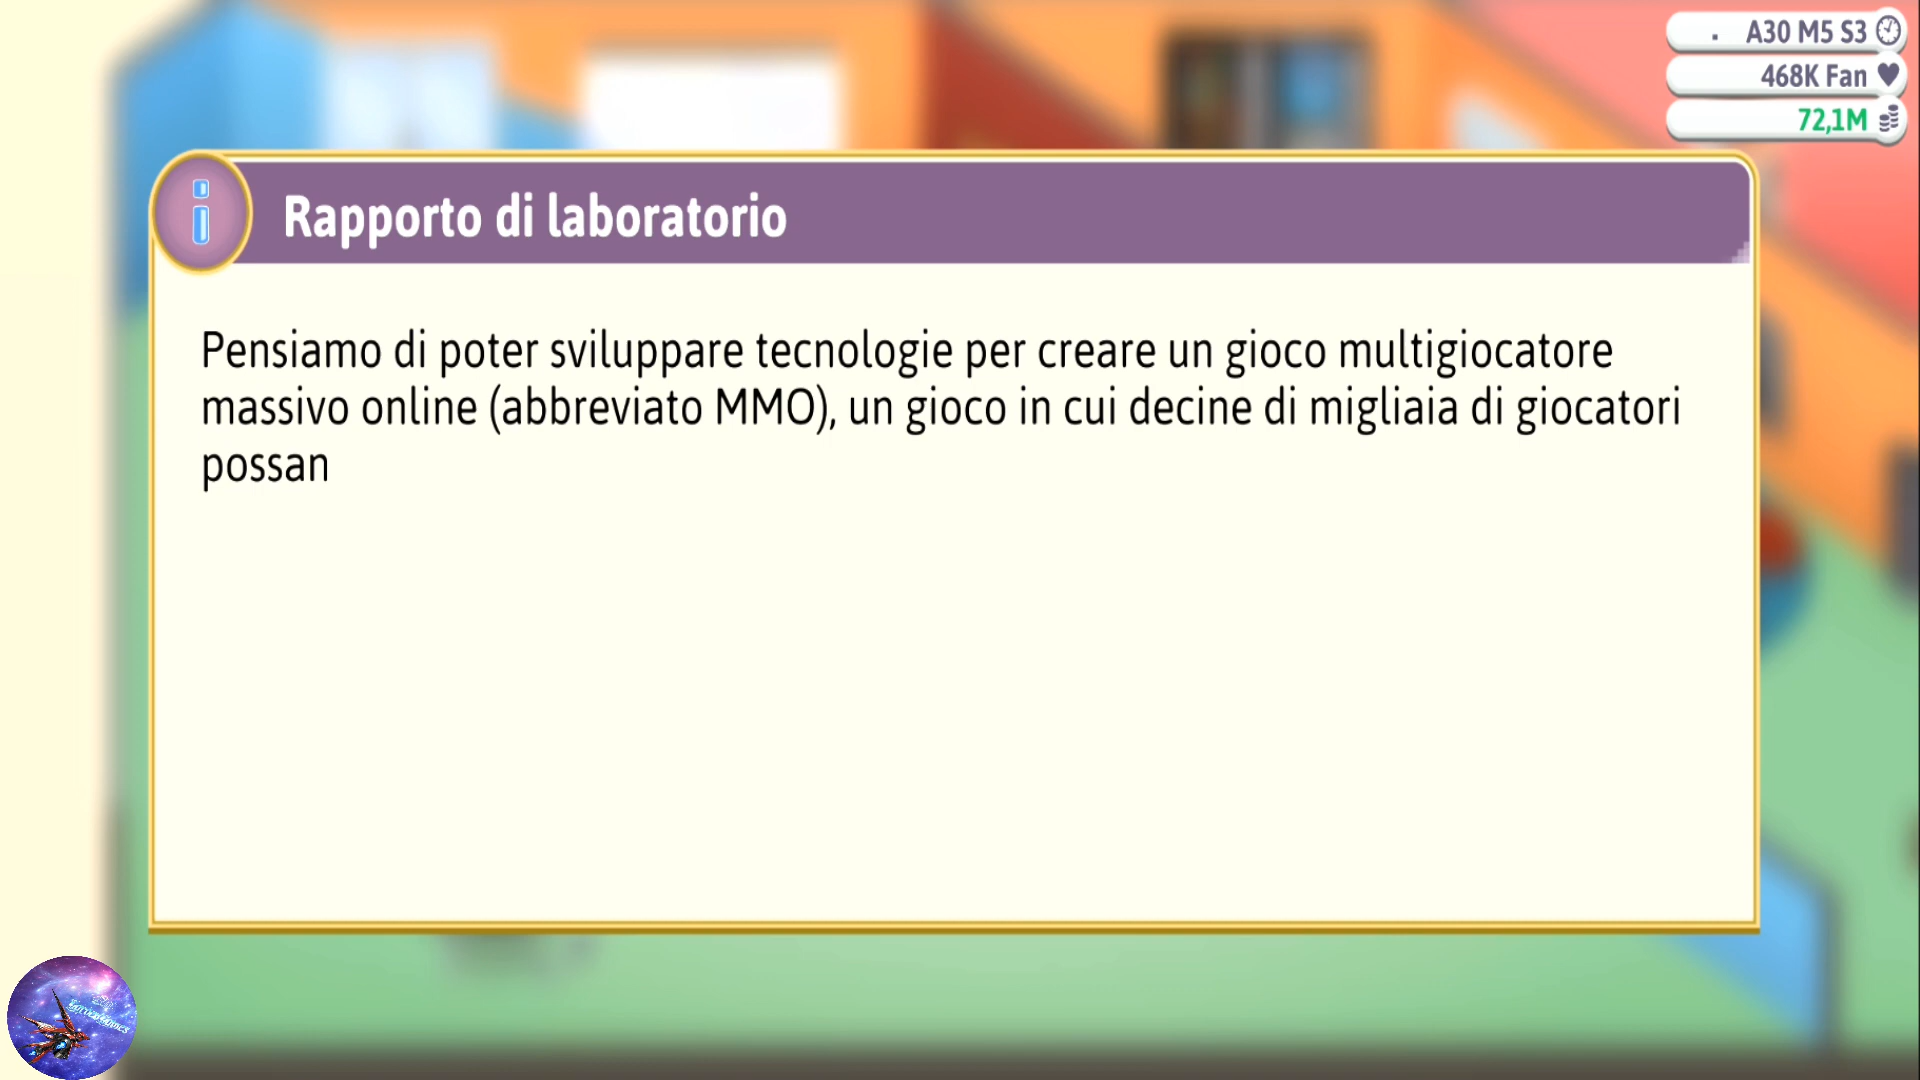 A30 M5 S3
468K Fan
72,1M
Rapporto di laboratorio
Pensiamo di poter sviluppare tecnologie per creare un gioco multigiocatore
massivo online (abbreviato MMO), un gioco in cui decine di migliaia di giocatori
possan